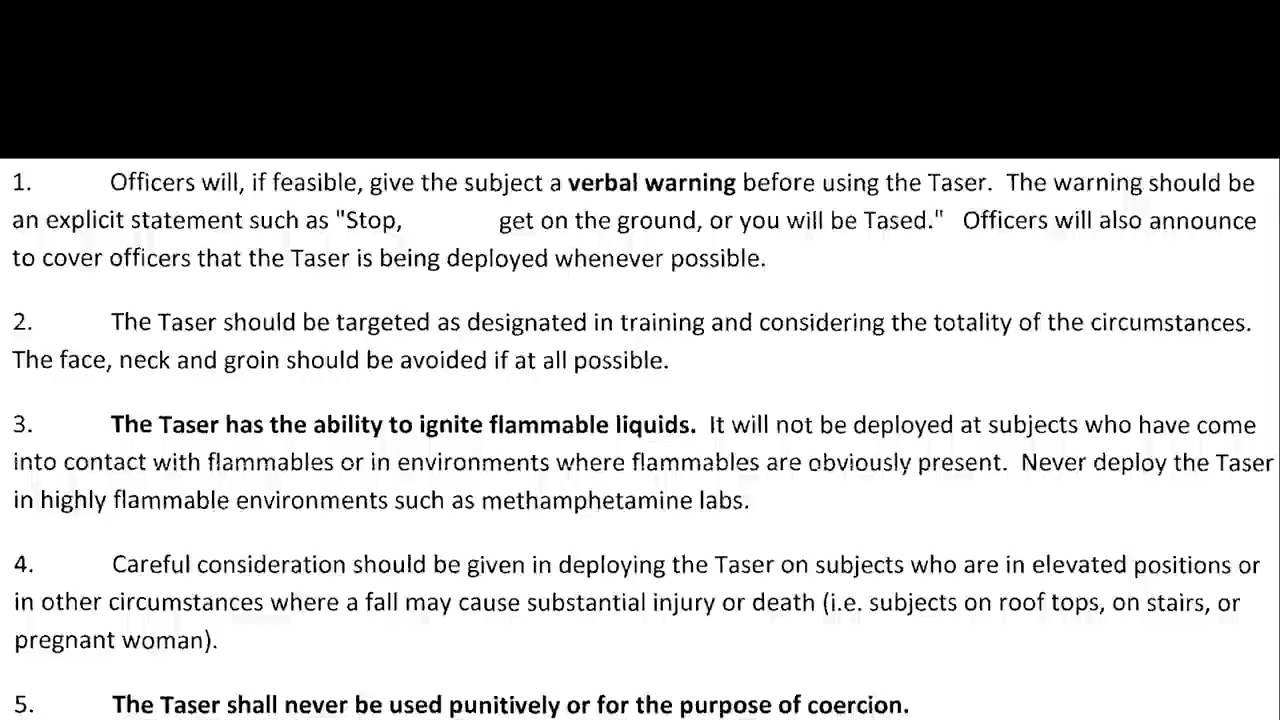 1. Officers will, if feasible, give the subject a verbal warning before using the Taser. The warning should be
an explicit statement such as "Stop, get on the ground, or you will be Tased." Officers will also announce
to cover officers that the Taser is being deployed whenever possible.
2. The Taser should be targeted as designated in training and considering the totality of the circumstances.
The face, neck and groin should be avoided if at all possible.
3. The Taser has the ability to ignite flammable liquids. It will not be deployed at subjects who have come
into contact with flammables or in environments where flammables are obviously present. Never deploy the Taser
in highly flammable environments such as methamphetamine labs.
4. Careful consideration should be given in deploying the Taser on subjects who are in elevated positions or
in other circumstances where a fall may cause substantial injury or death (i.e. subjects on roof tops, on stairs, or
pregnant woman).
5. The Taser shall never be used punitively or for the purpose of coercion.